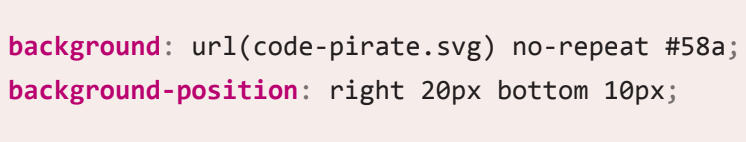 background: url(code-pirate.svg) no-repeat #58a;
background-position: right 20px bottom 10px;